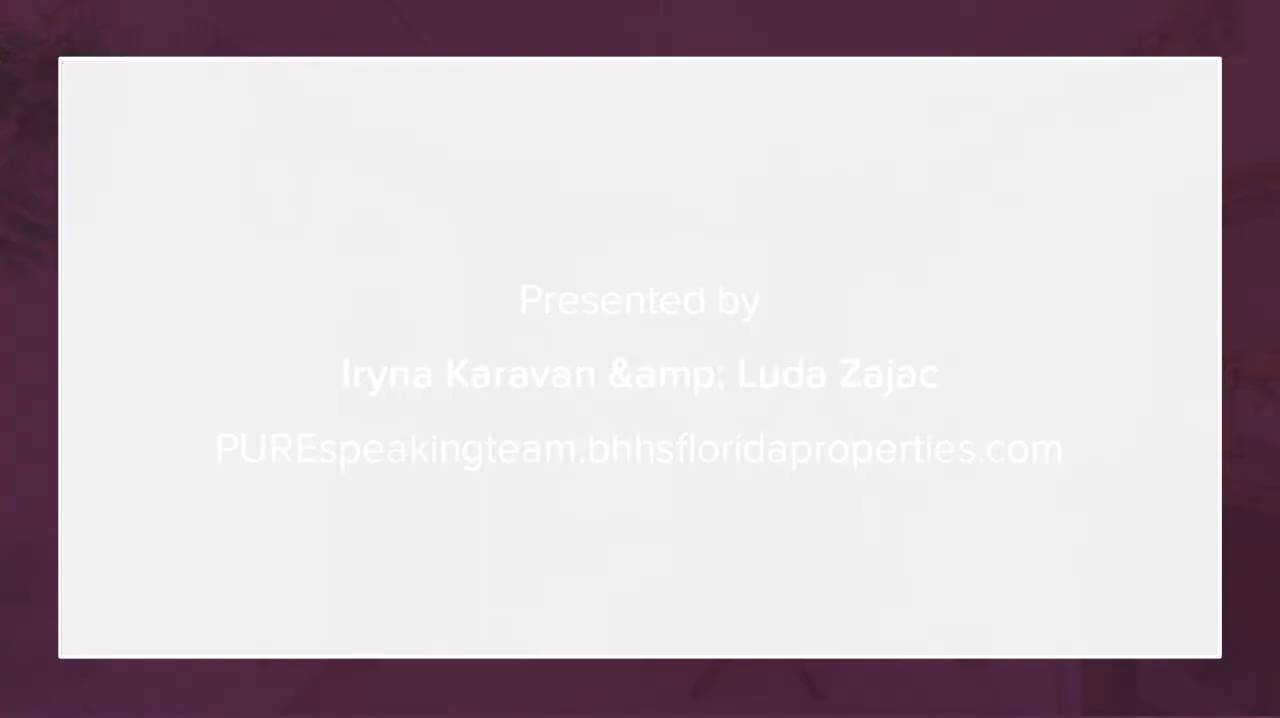 Presented by
Iryna Karavan &amp; Luda Zajac
PUREspeakingteam.bhhsfloridaproperties.com